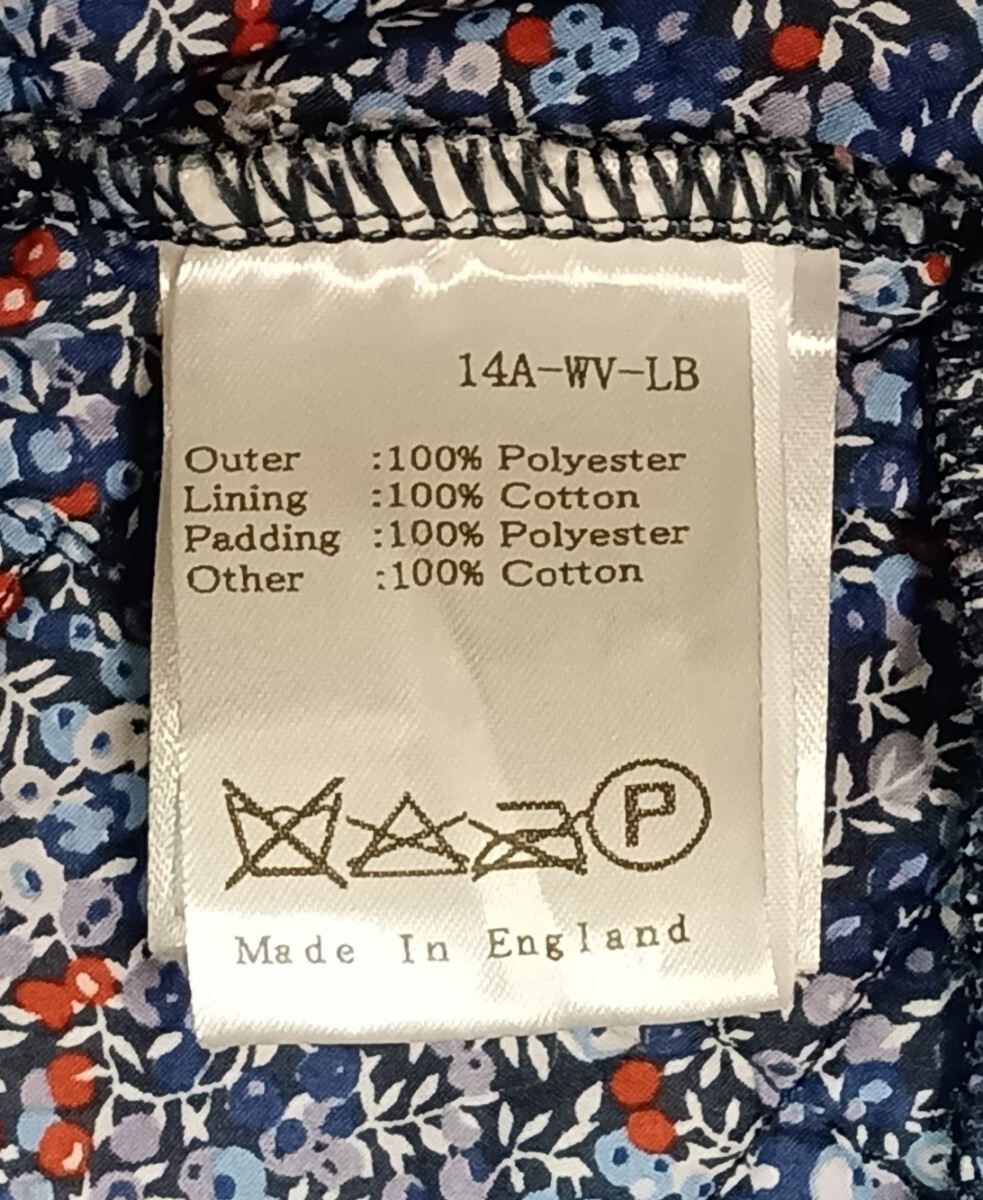 14A-WV-LB
Outer :100% Polyester
Lining :100% Cotton
Padding :100% Polyester
Other :100% Cotton
P
Made In England